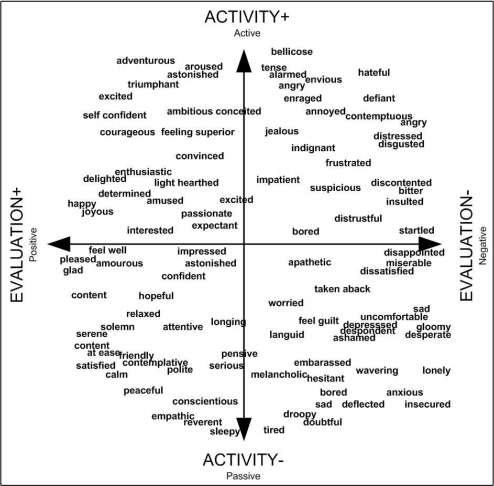 ACTIVITY+
Active
bellicose
adventurous
aroused
tense
astonished
alarmed
hateful
triumphant
envious
angry
excited
enraged
defiant
self confident
ambitious conceited
annoyed
contemptuous
angry
courageous
feeling superior
jealous
distressed
disgusted
indignant
convinced
frustrated
enthusiastic
delighted
light hearthed
impatient
suspicious
discontented
bitter
determined
amused
excited
insulted
happy
joyous
passionate
distrustful
expectant
interested
bored
startled
EVALUATION+
Positive
EVALUATION-
Negative
feel well
impressed
disappointed
pleased
amourous
astonished
apathetic
miserable
glad
confident
dissatisfied
taken aback
content
hopeful
worried
sad
relaxed
uncomfortable
longing
feel guilt
depresssed
solemn
attentive
despondent
gloomy
serene
languid
ashamed
desperate
content
at ease
friendly
pensive
satisfied
contemplative
serious
embarassed
calm
polite
melancholic
hesitant
wavering
lonely
peaceful
bored
anxious
conscientious
sad
deflected
insecured
empathic
droopy
reverent
doubtful
sleepy
tired
ACTIVITY-
Passive